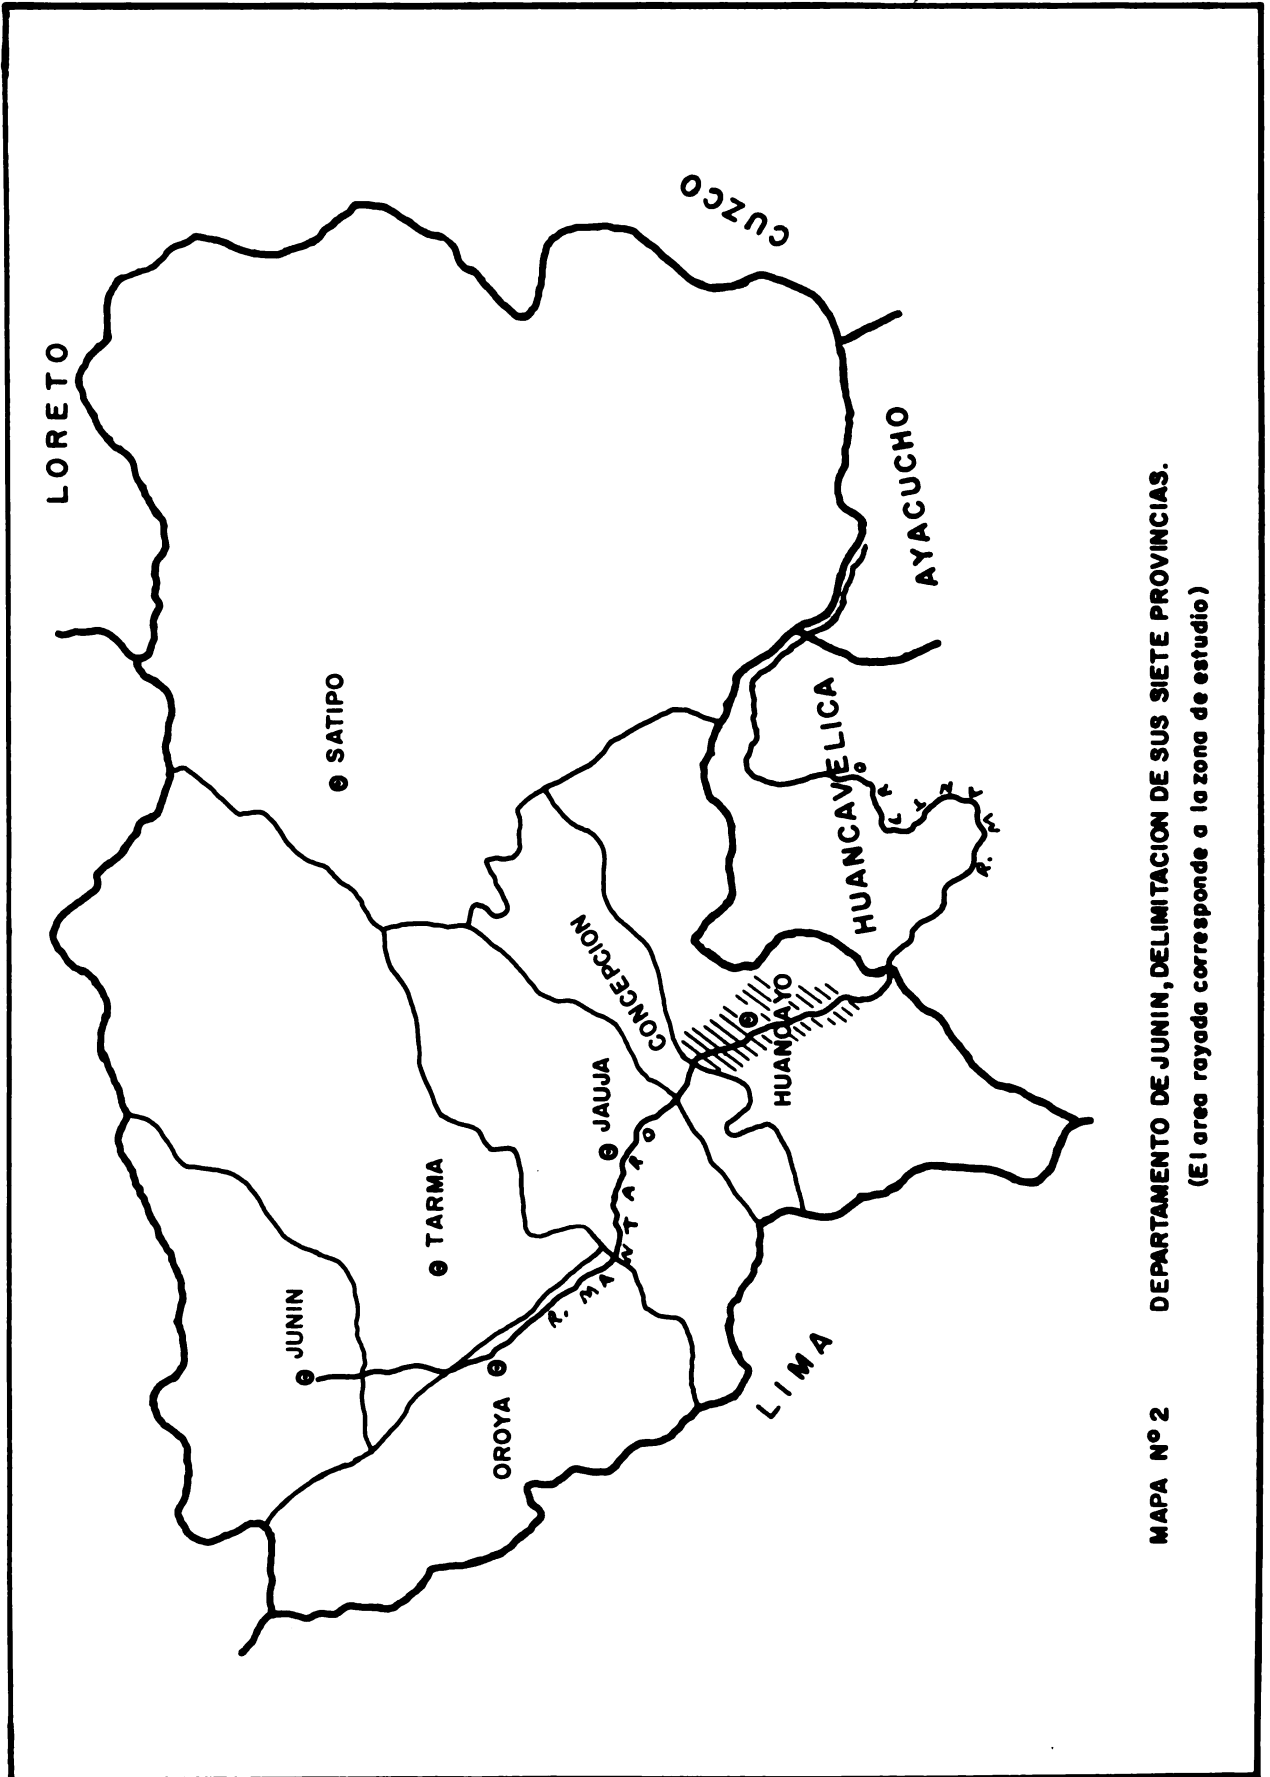 LORETO
JUNIN
SATIPO
TARMA
OROYA
R. MANTARO
JAUJA
CONCEPCION
CUZCO
HUANCAYO
LIMA
HUANCAVELICA
AYACUCHO
R. MANTARO
MAPA Nº 2 DEPARTAMENTO DE JUNIN, DELIMITACION DE SUS SIETE PROVINCIAS.
(El area rayada corresponde a la zona de estudio)